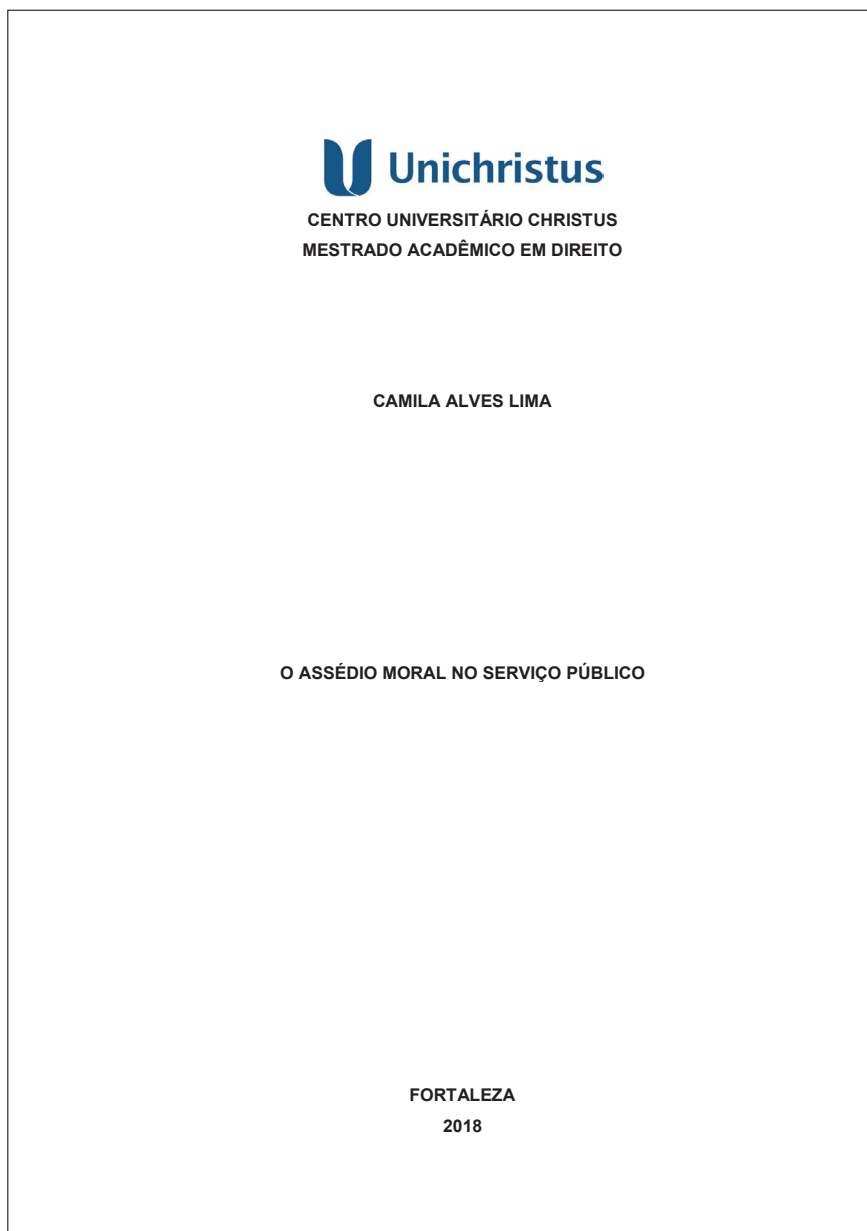 Unichristus
CENTRO UNIVERSITÁRIO CHRISTUS
MESTRADO ACADÊMICO EM DIREITO
CAMILA ALVES LIMA
O ASSÉDIO MORAL NO SERVIÇO PÚBLICO
FORTALEZA
2018